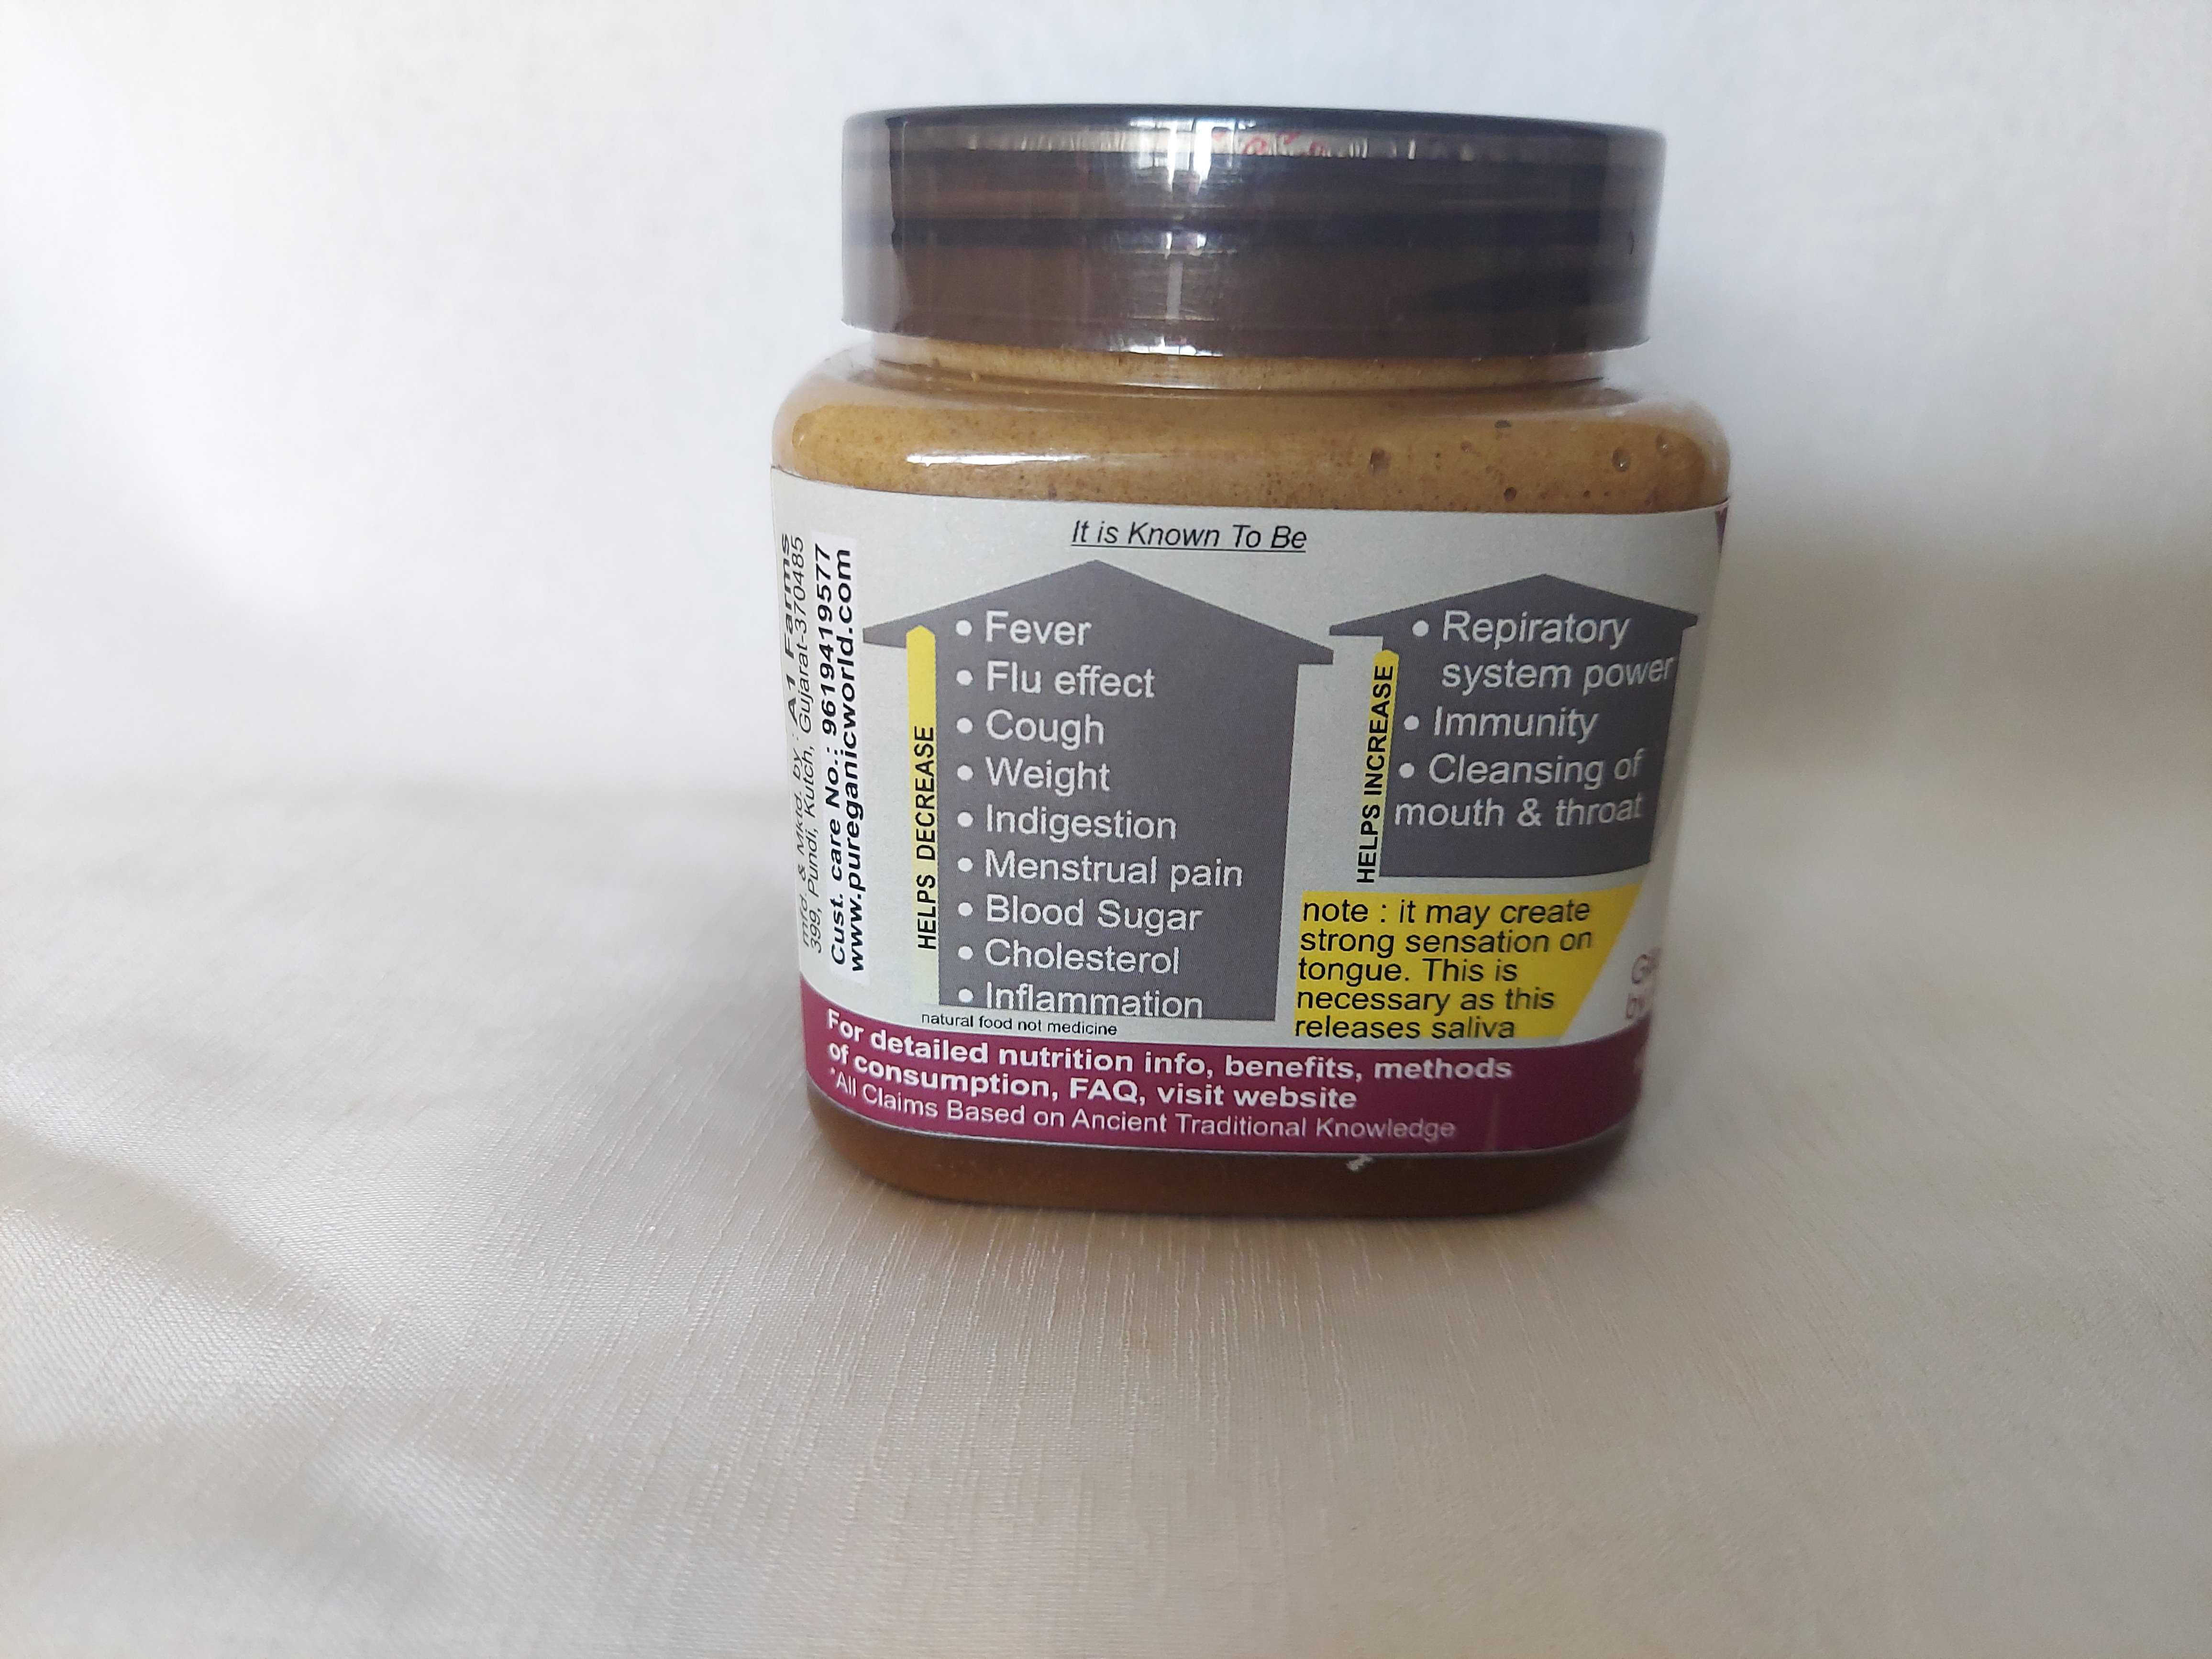 It is Known To Be
HELPS DECREASE
• Fever
• Flu effect
• Cough
• Weight
• Indigestion
• Menstrual pain
• Blood Sugar
• Cholesterol
• Inflammation
natural food not medicine
HELPS INCREASE
• Repiratory
system power
• Immunity
• Cleansing of
mouth & throat
note : it may create
strong sensation on
tongue. This is
necessary as this
releases saliva
mfd. & Mktd. by : A1 Farms
399, Pundi, Kutch, Gujarat-370485
Cust. care No.: 9619419577
www.pureganicworld.com
For detailed nutrition info, benefits, methods
of consumption, FAQ, visit website
*All Claims Based on Ancient Traditional Knowledge